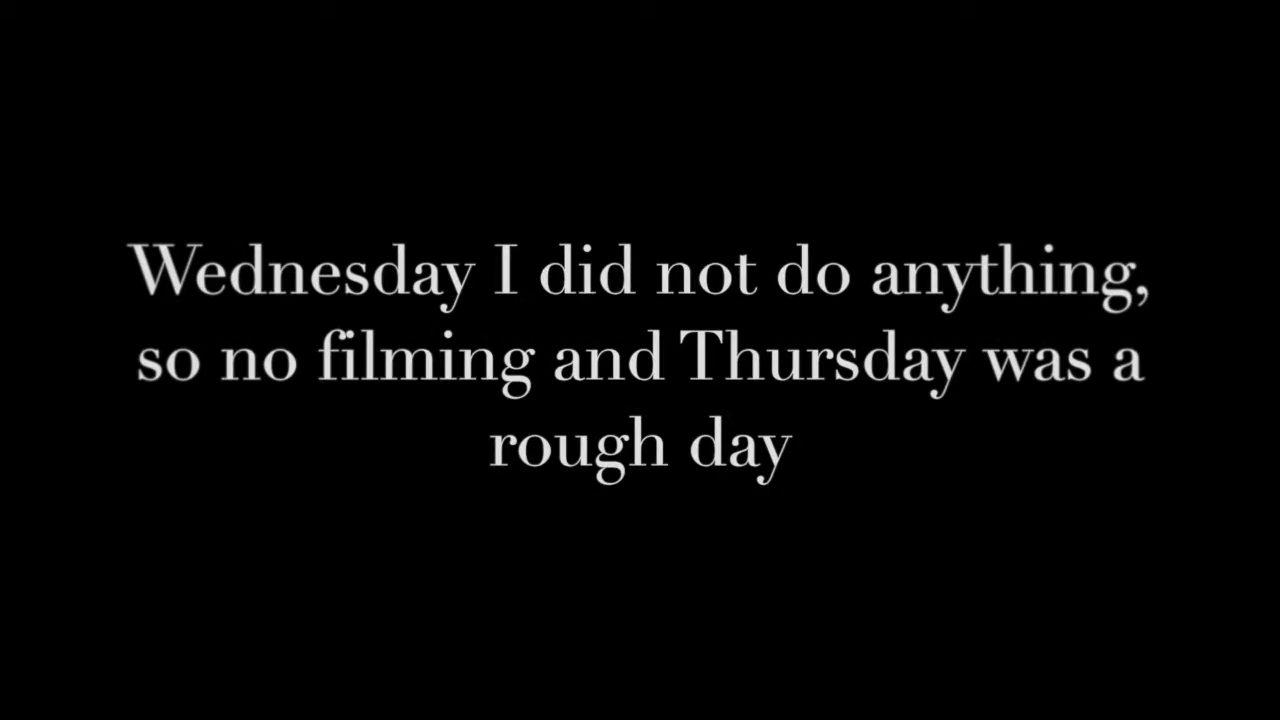 Wednesday I did not do anything,
so no filming and Thursday was a
rough day